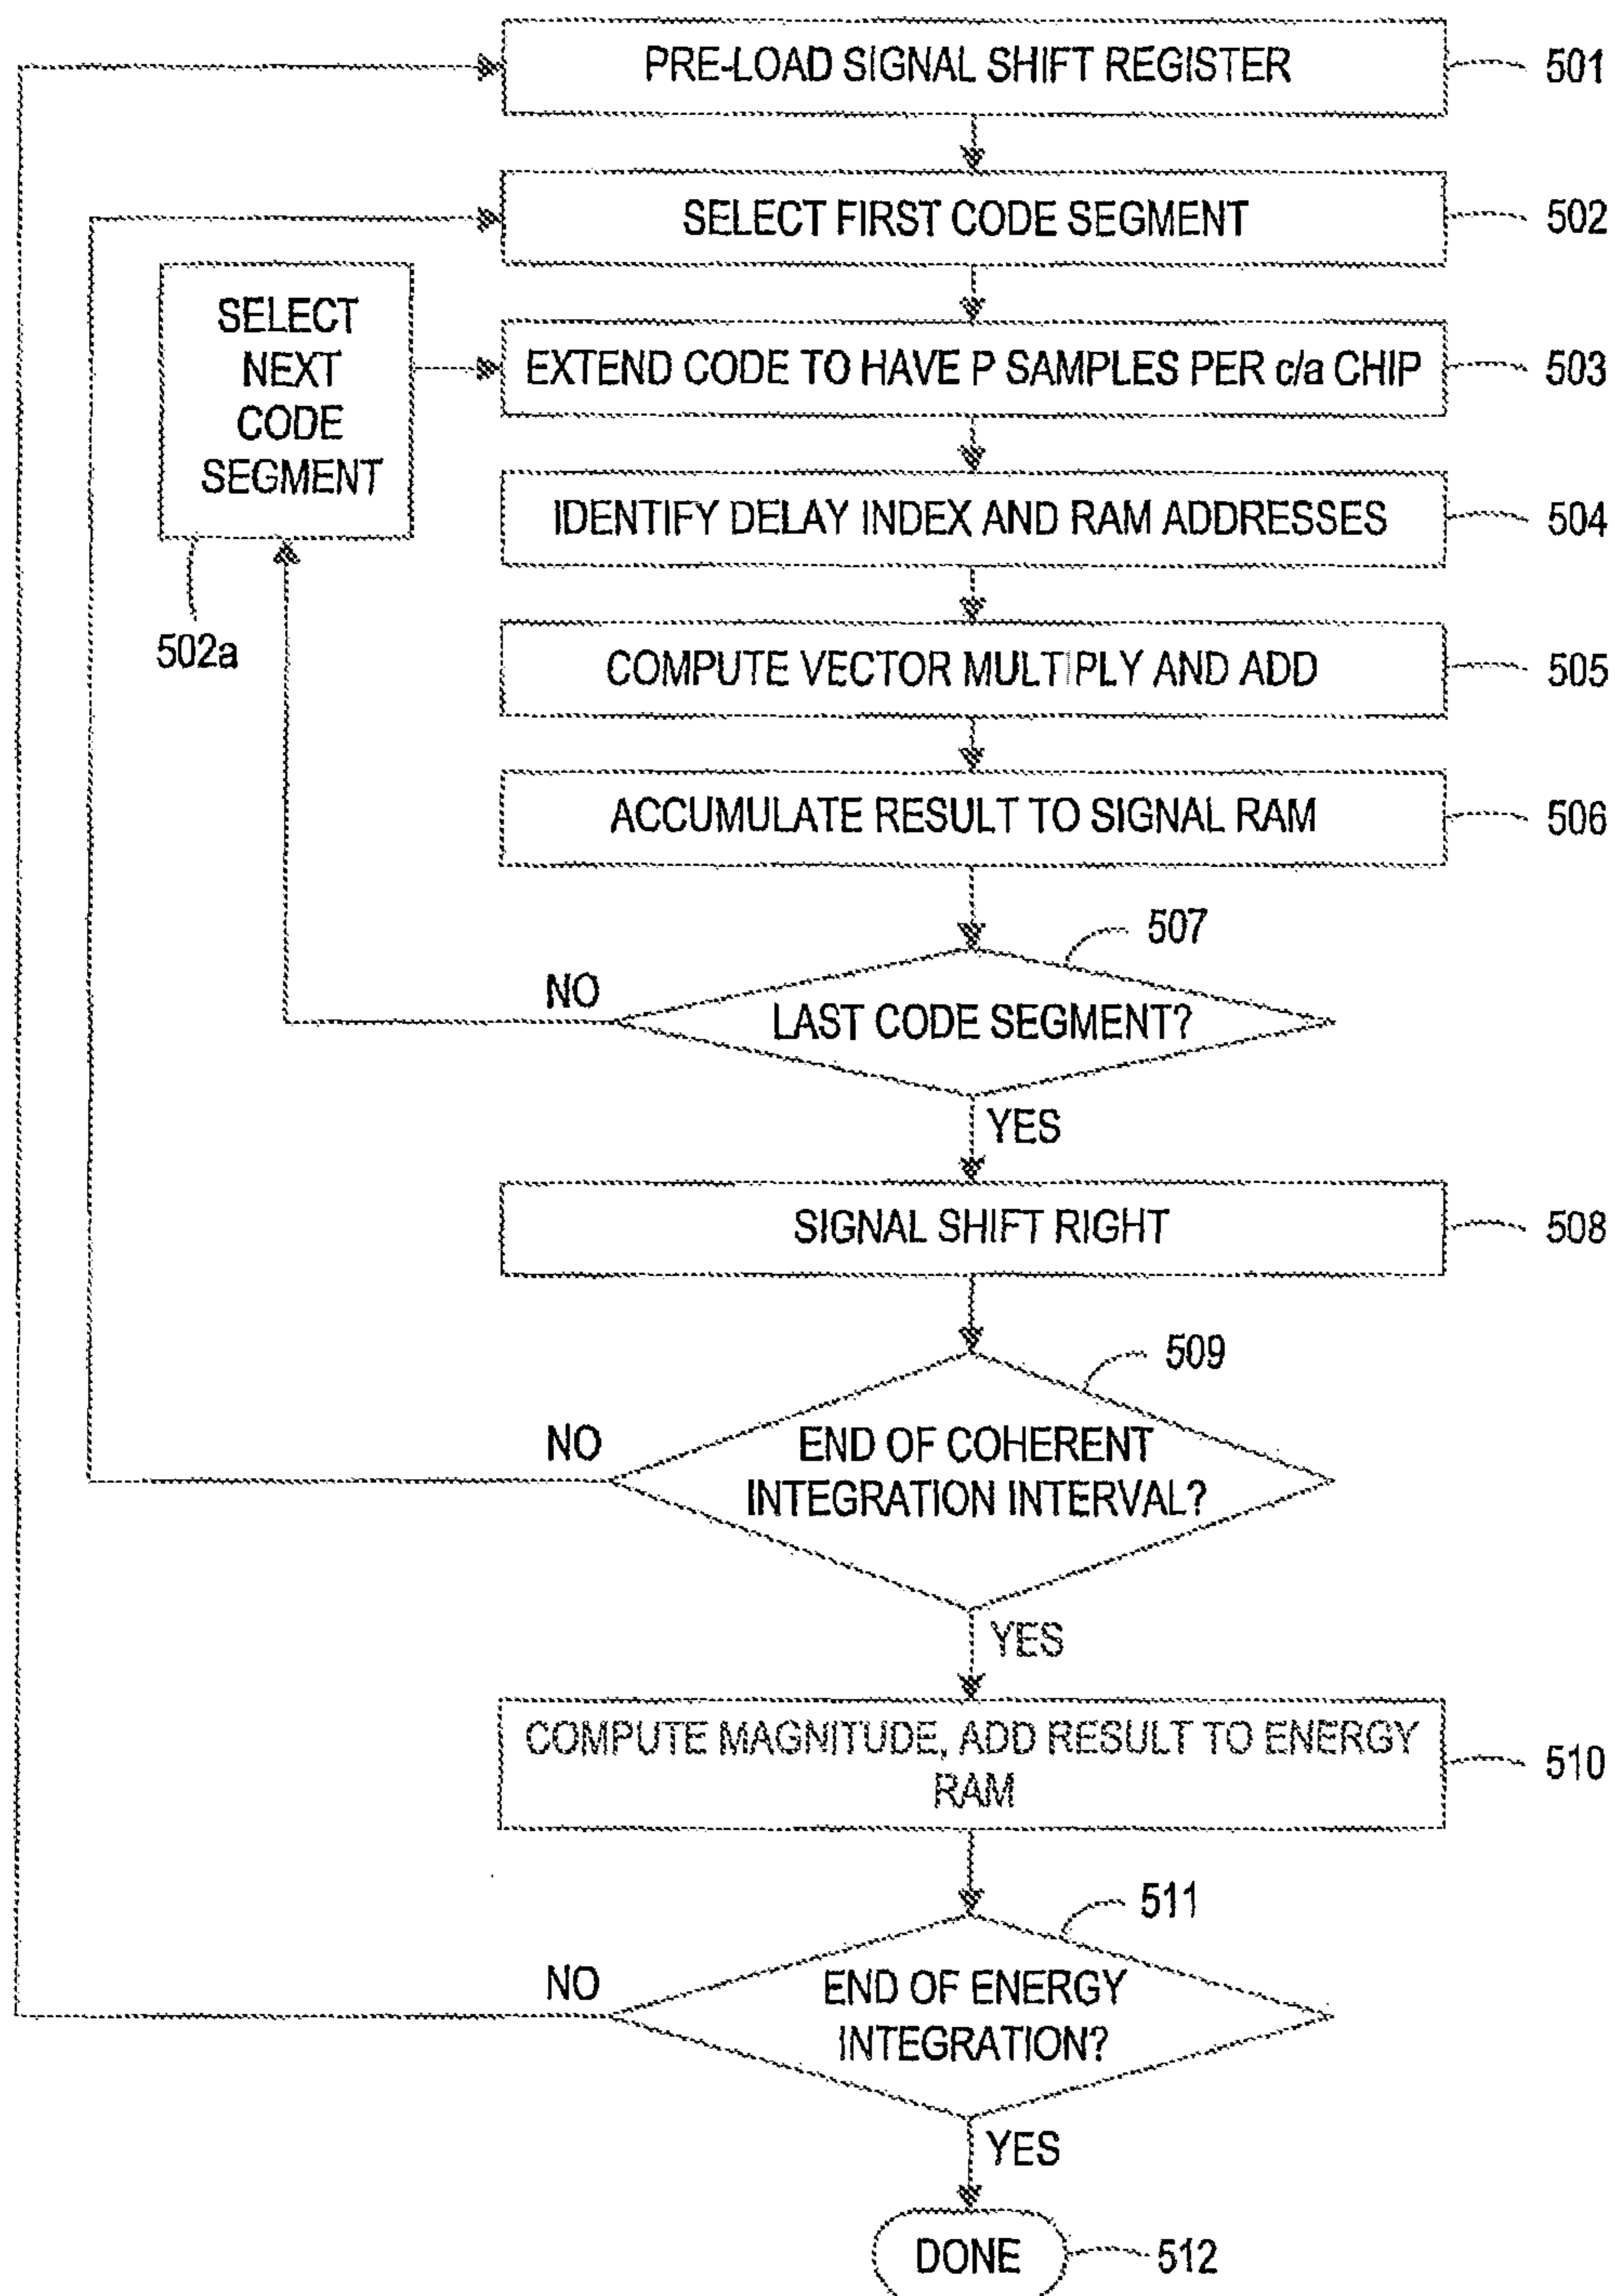 PRE-LOAD SIGNAL SHIFT REGISTER
501
SELECT FIRST CODE SEGMENT
502
SELECT
NEXT
CODE
SEGMENT
502a
EXTEND CODE TO HAVE P SAMPLES PER c/a CHIP
503
IDENTIFY DELAY INDEX AND RAM ADDRESSES
504
COMPUTE VECTOR MULTIPLY AND ADD
505
ACCUMULATE RESULT TO SIGNAL RAM
506
507
NO
LAST CODE SEGMENT?
YES
SIGNAL SHIFT RIGHT
508
509
NO
END OF COHERENT
INTEGRATION INTERVAL?
YES
COMPUTE MAGNITUDE, ADD RESULT TO ENERGY
RAM
510
511
NO
END OF ENERGY
INTEGRATION?
YES
DONE
512